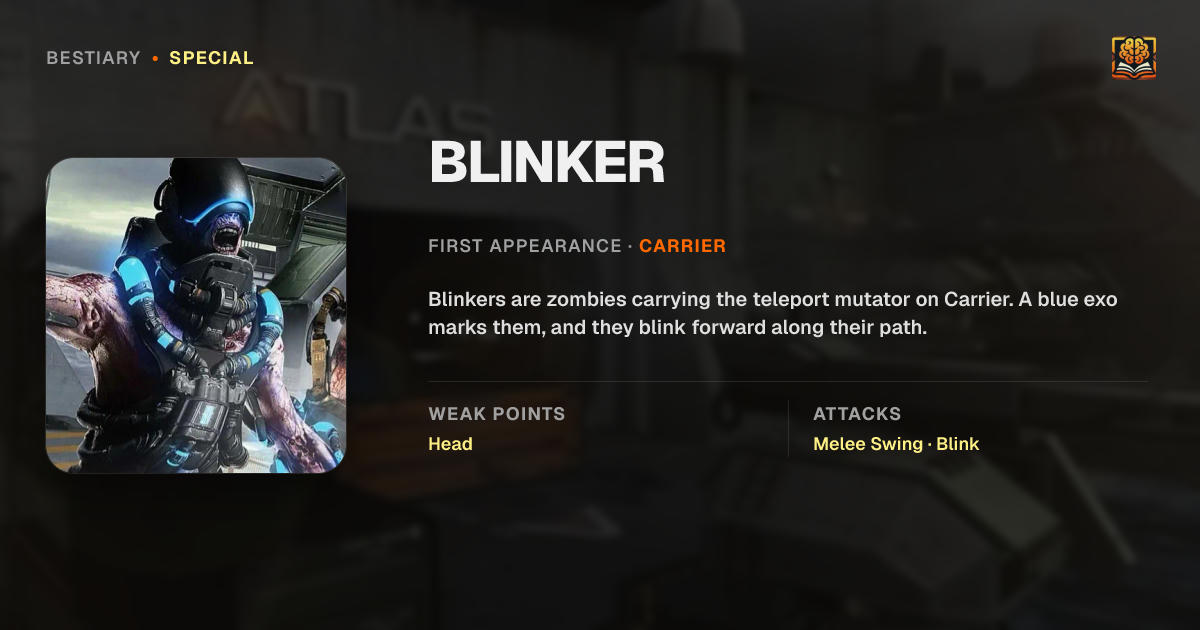 BESTIARY • SPECIAL
ATLAS
BLINKER
FIRST APPEARANCE · CARRIER
Blinkers are zombies carrying the teleport mutator on Carrier. A blue exo
marks them, and they blink forward along their path.
WEAK POINTS
Head
ATTACKS
Melee Swing · Blink